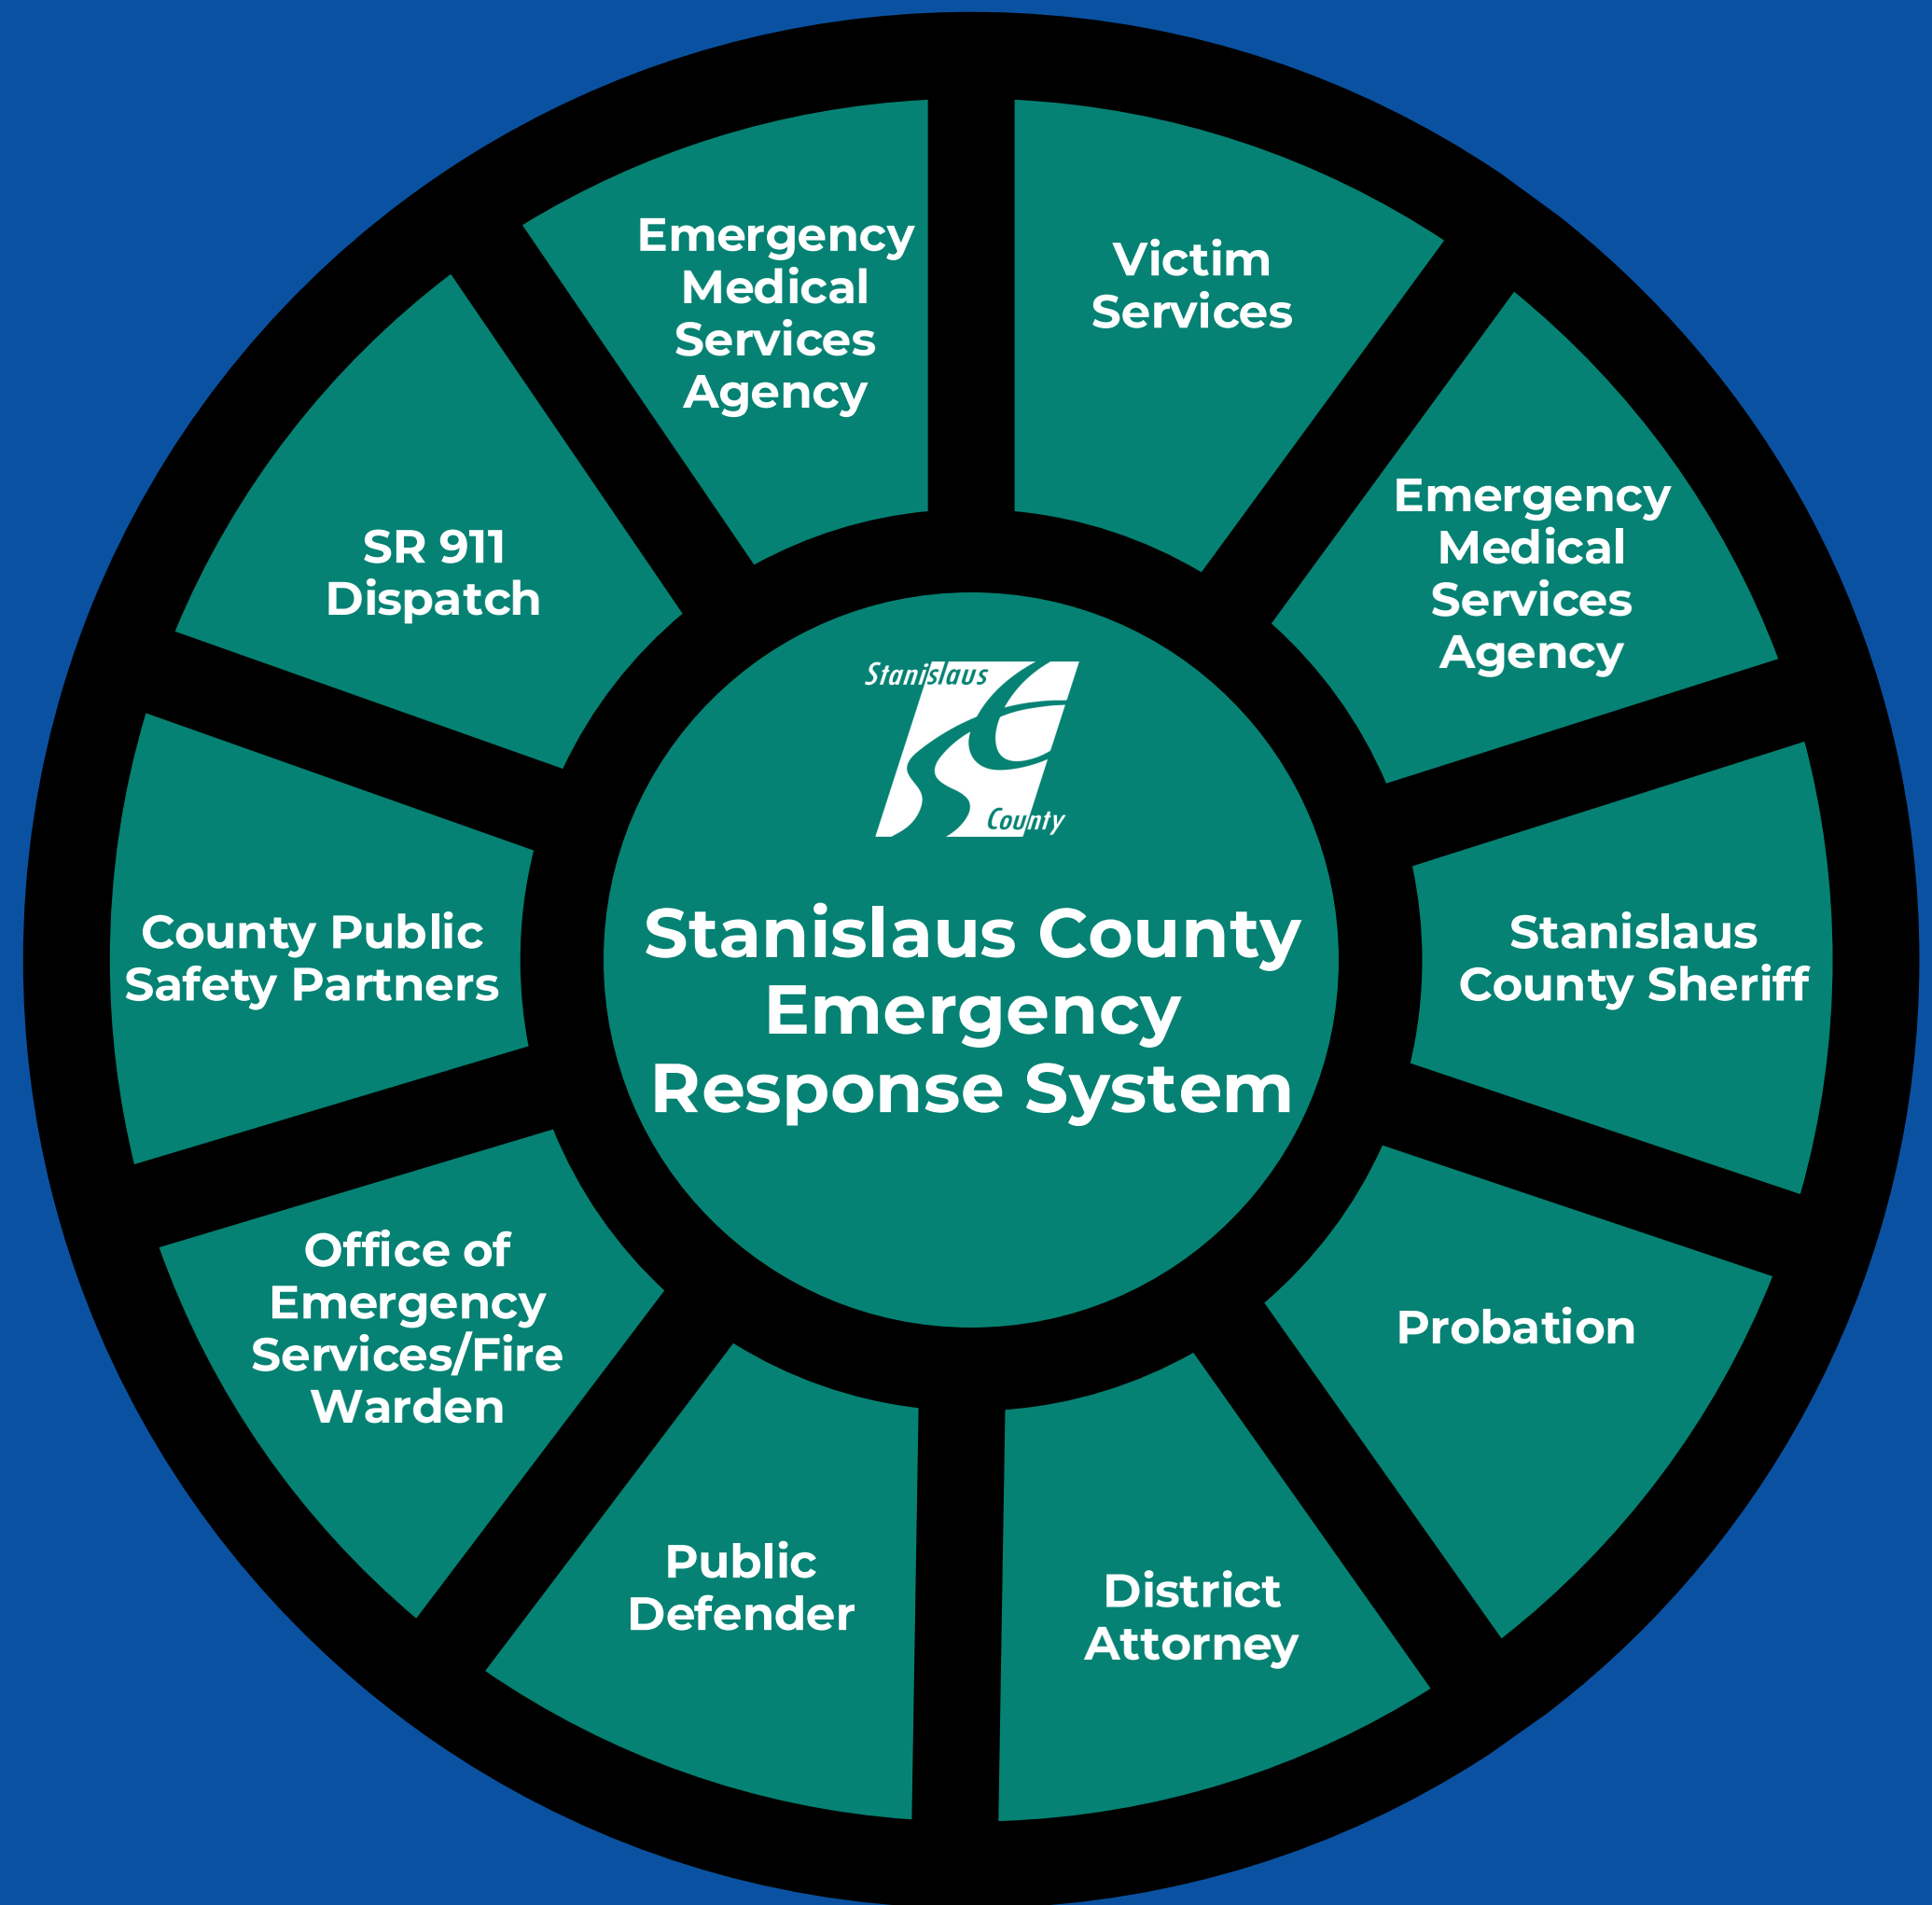 Emergency
Medical
Services
Agency
Victim
Services
Emergency
Medical
Services
Agency
SR 911
Dispatch
Stanislaus
County
Stanislaus County
Emergency
Response System
County Public
Safety Partners
Stanislaus
County Sheriff
Office of
Emergency
Services/Fire
Warden
Probation
Public
Defender
District
Attorney